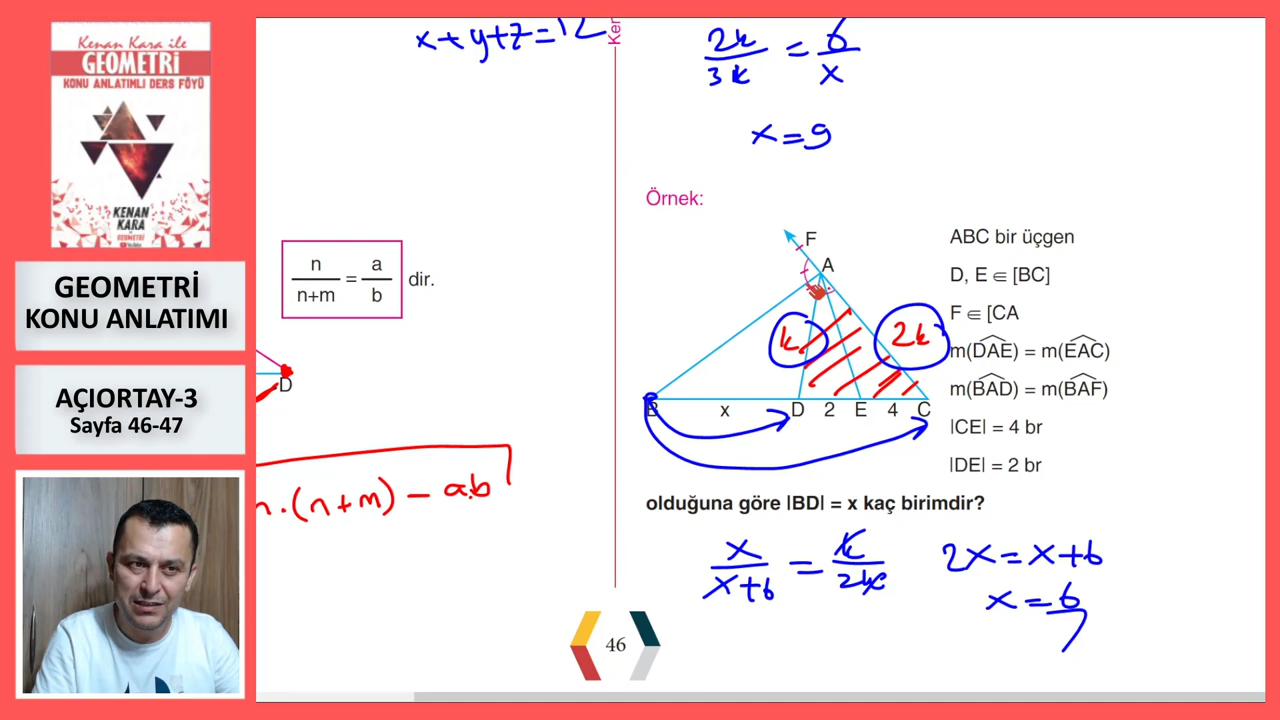 Kenan Kara ile
GEOMETRİ
KONU ANLATIMLI DERS FÖYÜ
KENAN
KARA
GEOMETRİ
KONU ANLATIMI
AÇIORTAY-3
Sayfa 46-47
x+y+z=12
Ker
n/n+m = a/b dir.
D
n.(n+m) - a.b
2k/3k = 6/x
x=9
Örnek:
F
A
k
2k
B x D 2 E 4 C
ABC bir üçgen
D, E ∈ [BC]
F ∈ [CA
m(DAE) = m(EAC)
m(BAD) = m(BAF)
|CE| = 4 br
|DE| = 2 br
olduğuna göre |BD| = x kaç birimdir?
x/x+6 = k/2k
2x=x+6
x=6
46